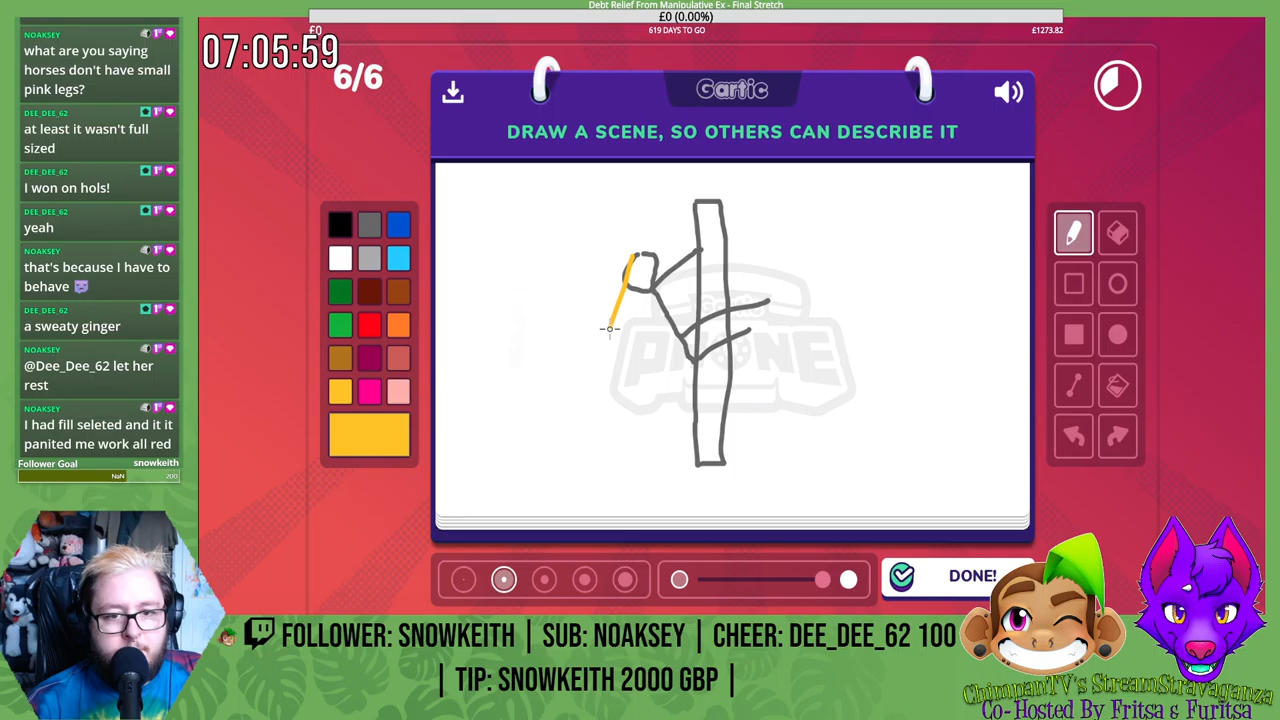 Debt Relief From Manipulative Ex - Final Stretch
£0 (0.00%)
£0
619 DAYS TO GO
£1273.82
07:05:59
6/6
Gartic
DRAW A SCENE, SO OTHERS CAN DESCRIBE IT
NOAKSEY
what are you saying
horses don't have small
pink legs?
DEE_DEE_62
at least it wasn't full
sized
DEE_DEE_62
I won on hols!
DEE_DEE_62
yeah
NOAKSEY
that's because I have to
behave
DEE_DEE_62
a sweaty ginger
NOAKSEY
@Dee_Dee_62 let her
rest
NOAKSEY
I had fill seleted and it it
panited me work all red
Follower Goal
snowkeith
NaN
200
Gartic
PHONE
DONE!
FOLLOWER: SNOWKEITH | SUB: NOAKSEY | CHEER: DEE_DEE_62 100
| TIP: SNOWKEITH 2000 GBP |
ChimpanTV's StreamStravaganza
Co-Hosted By Fritsa & Furitsa